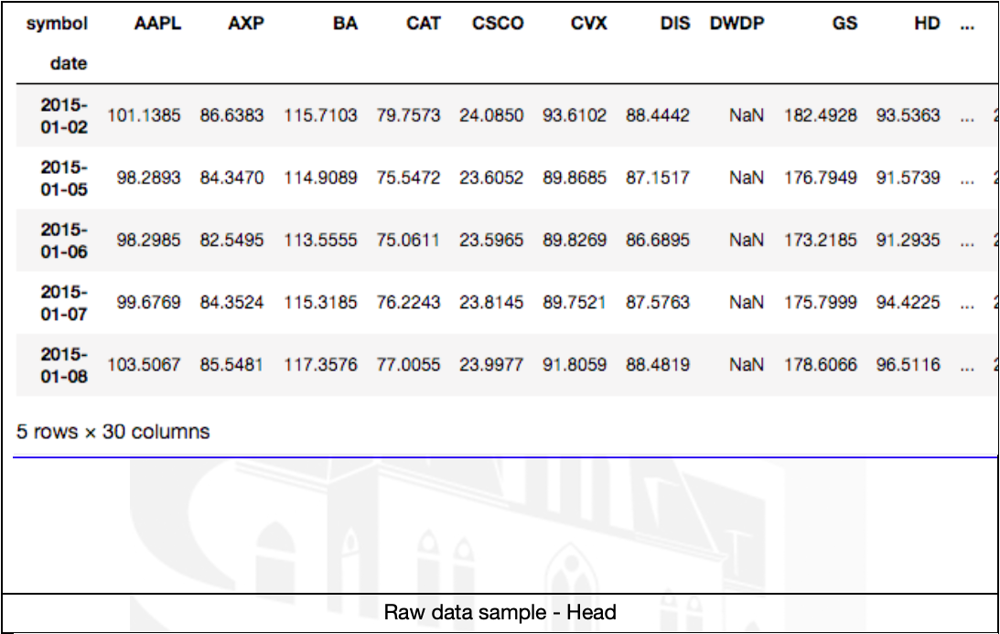 symbol AAPL AXP BA CAT CSCO CVX DIS DWDP GS HD ...
date
2015-01-02 101.1385 86.6383 115.7103 79.7573 24.0850 93.6102 88.4442 NaN 182.4928 93.5363 ... 2
2015-01-05 98.2893 84.3470 114.9089 75.5472 23.6052 89.8685 87.1517 NaN 176.7949 91.5739 ... 2
2015-01-06 98.2985 82.5495 113.5555 75.0611 23.5965 89.8269 86.6895 NaN 173.2185 91.2935 ... 2
2015-01-07 99.6769 84.3524 115.3185 76.2243 23.8145 89.7521 87.5763 NaN 175.7999 94.4225 ... 2
2015-01-08 103.5067 85.5481 117.3576 77.0055 23.9977 91.8059 88.4819 NaN 178.6066 96.5116 ... 2
5 rows × 30 columns
Raw data sample - Head